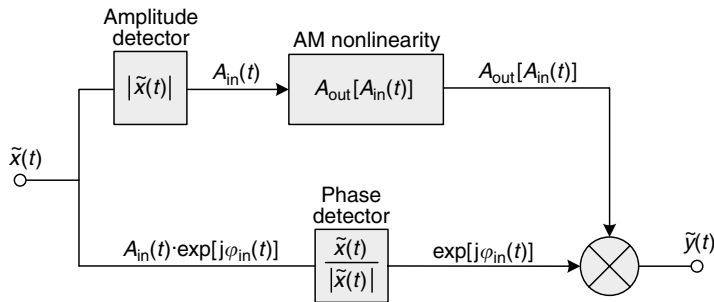 Amplitude
detector
AM nonlinearity
|x̃(t)|
A_in(t)
A_out[A_in(t)]
A_out[A_in(t)]
x̃(t)
Phase
detector
A_in(t)·exp[jφ_in(t)]
x̃(t)
|x̃(t)|
exp[jφ_in(t)]
ỹ(t)